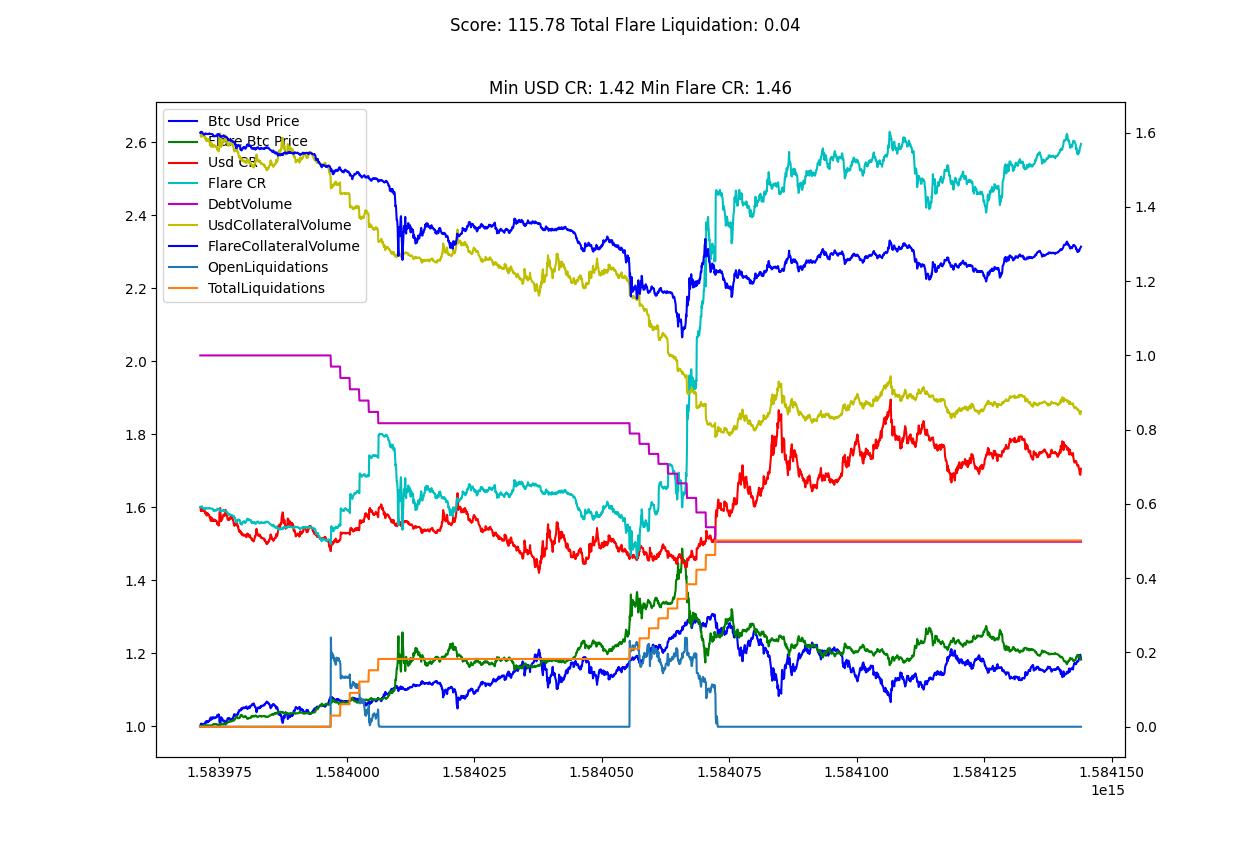 Score: 115.78 Total Flare Liquidation: 0.04
Min USD CR: 1.42 Min Flare CR: 1.46
Btc Usd Price
Flare Btc Price
Usd CR
Flare CR
DebtVolume
UsdCollateralVolume
FlareCollateralVolume
OpenLiquidations
TotalLiquidations
2.6
2.4
2.2
2.0
1.8
1.6
1.4
1.2
1.0
1.6
1.4
1.2
1.0
0.8
0.6
0.4
0.2
0.0
1.583975 1.584000 1.584025 1.584050 1.584075 1.584100 1.584125 1.584150
1e15